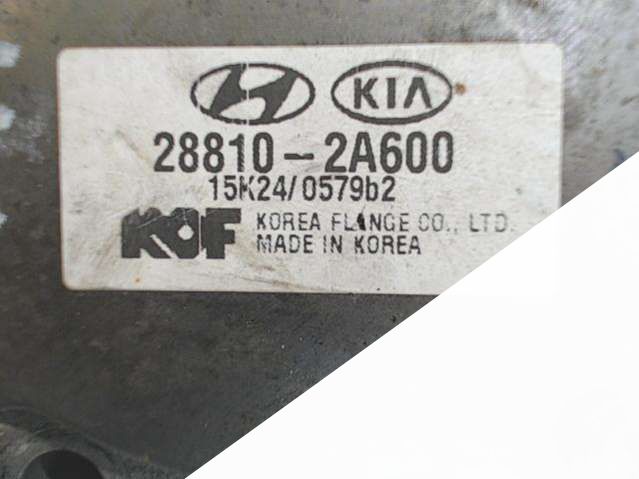 KIA
28810-2A600
15K24/0579b2
KOF KOREA FLANGE CO., LTD.
MADE IN KOREA